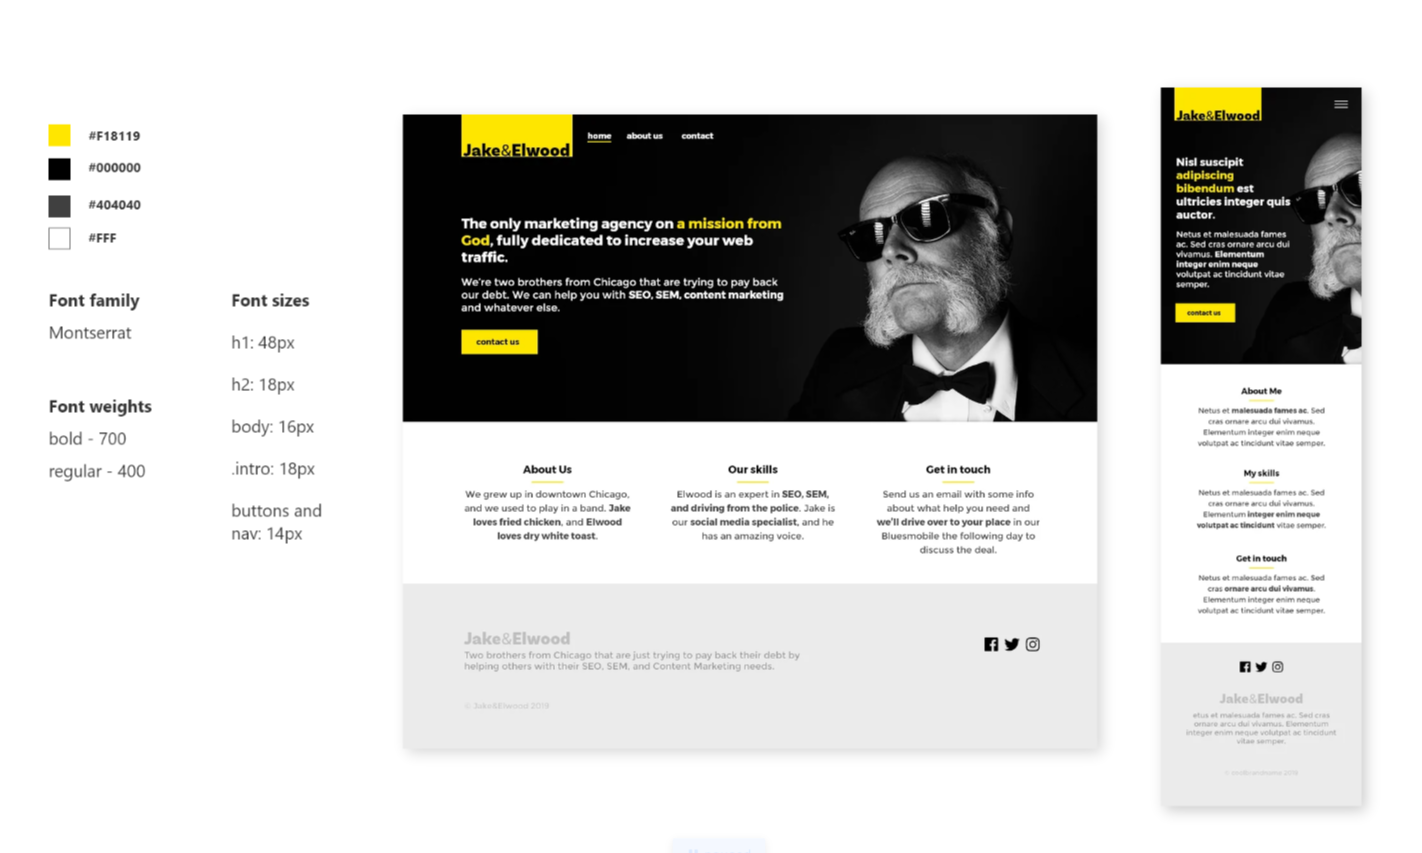 #F18119
#000000
#404040
#FFF
Font family
Montserrat
Font weights
bold - 700
regular - 400
Font sizes
h1: 48px
h2: 18px
body: 16px
.intro: 18px
buttons and
nav: 14px
Jake&Elwood
home about us contact
The only marketing agency on a mission from
God, fully dedicated to increase your web
traffic.
We're two brothers from Chicago that are trying to pay back
our debt. We can help you with SEO, SEM, content marketing
and whatever else.
contact us
About Us
We grew up in downtown Chicago,
and we used to play in a band. Jake
loves fried chicken, and Elwood
loves dry white toast.
Our skills
Elwood is an expert in SEO, SEM,
and driving from the police. Jake is
our social media specialist, and he
has an amazing voice.
Get in touch
Send us an email with some info
about what help you need and
we'll drive over to your place in our
Bluesmobile the following day to
discuss the deal.
Jake&Elwood
Two brothers from Chicago that are just trying to pay back their debt by
helping others with their SEO, SEM, and Content Marketing needs.
© Jake&Elwood 2019
Jake&Elwood
Nisl suscipit
adipiscing
bibendum est
ultricies integer quis
auctor.
Netus et malesuada fames
ac. Sed cras ornare arcu dui
vivamus. Elementum
integer enim neque
volutpat ac tincidunt vitae
semper.
contact us
About Me
Netus et malesuada fames ac. Sed
cras ornare arcu dui vivamus.
Elementum integer enim neque
volutpat ac tincidunt vitae semper.
My skills
Netus et malesuada fames ac. Sed
cras ornare arcu dui vivamus.
Elementum integer enim neque
volutpat ac tincidunt vitae semper.
Get in touch
Netus et malesuada fames ac. Sed
cras ornare arcu dui vivamus.
Elementum integer enim neque
volutpat ac tincidunt vitae semper.
Jake&Elwood
etus et malesuada fames ac. Sed cras
ornare arcu dui vivamus. Elementum
integer enim neque volutpat ac tincidunt
vitae semper.
2019